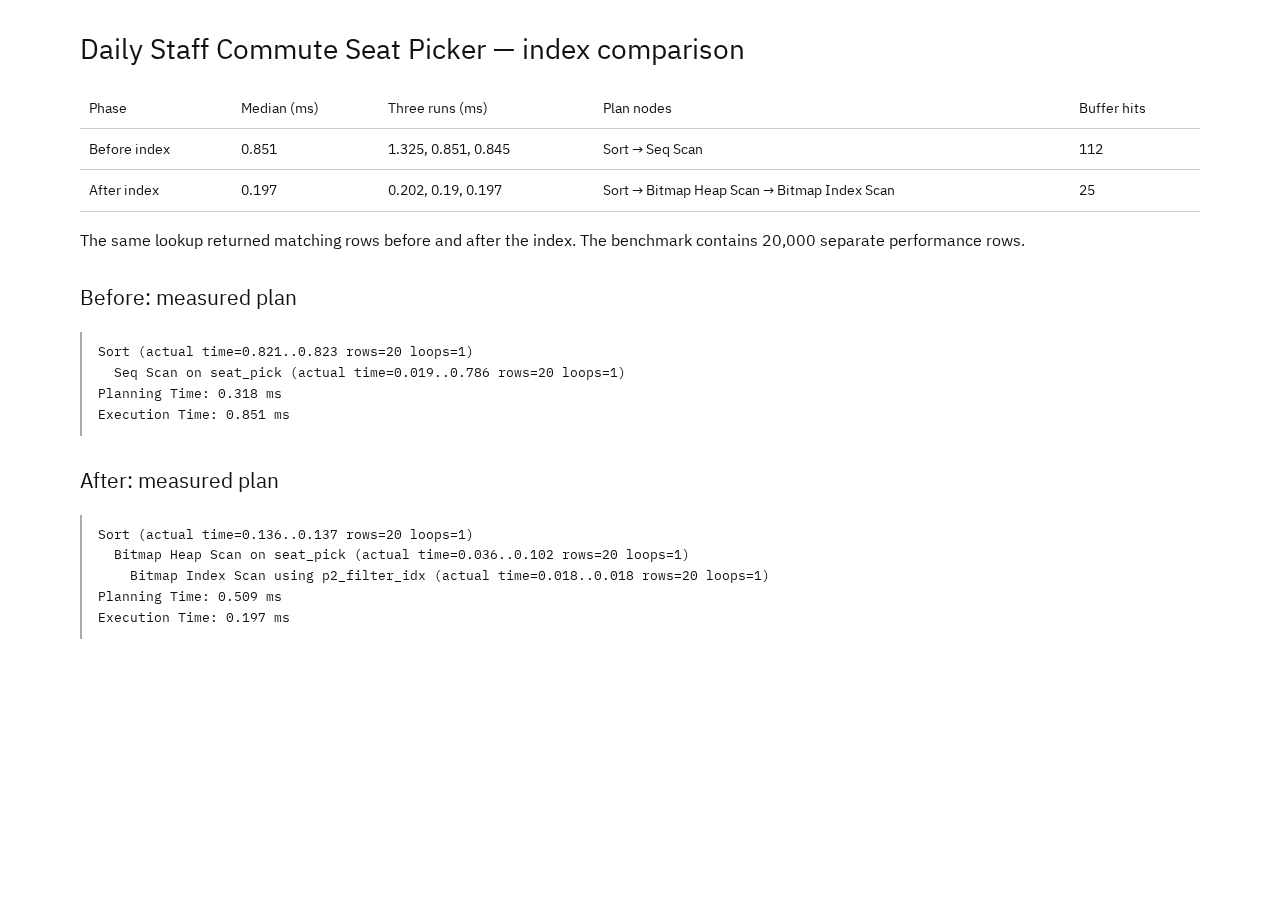 Daily Staff Commute Seat Picker — index comparison
Phase Median (ms) Three runs (ms) Plan nodes Buffer hits
Before index 0.851 1.325, 0.851, 0.845 Sort → Seq Scan 112
After index 0.197 0.202, 0.19, 0.197 Sort → Bitmap Heap Scan → Bitmap Index Scan 25
The same lookup returned matching rows before and after the index. The benchmark contains 20,000 separate performance rows.
Before: measured plan
Sort (actual time=0.821..0.823 rows=20 loops=1)
Seq Scan on seat_pick (actual time=0.019..0.786 rows=20 loops=1)
Planning Time: 0.318 ms
Execution Time: 0.851 ms
After: measured plan
Sort (actual time=0.136..0.137 rows=20 loops=1)
Bitmap Heap Scan on seat_pick (actual time=0.036..0.102 rows=20 loops=1)
Bitmap Index Scan using p2_filter_idx (actual time=0.018..0.018 rows=20 loops=1)
Planning Time: 0.509 ms
Execution Time: 0.197 ms